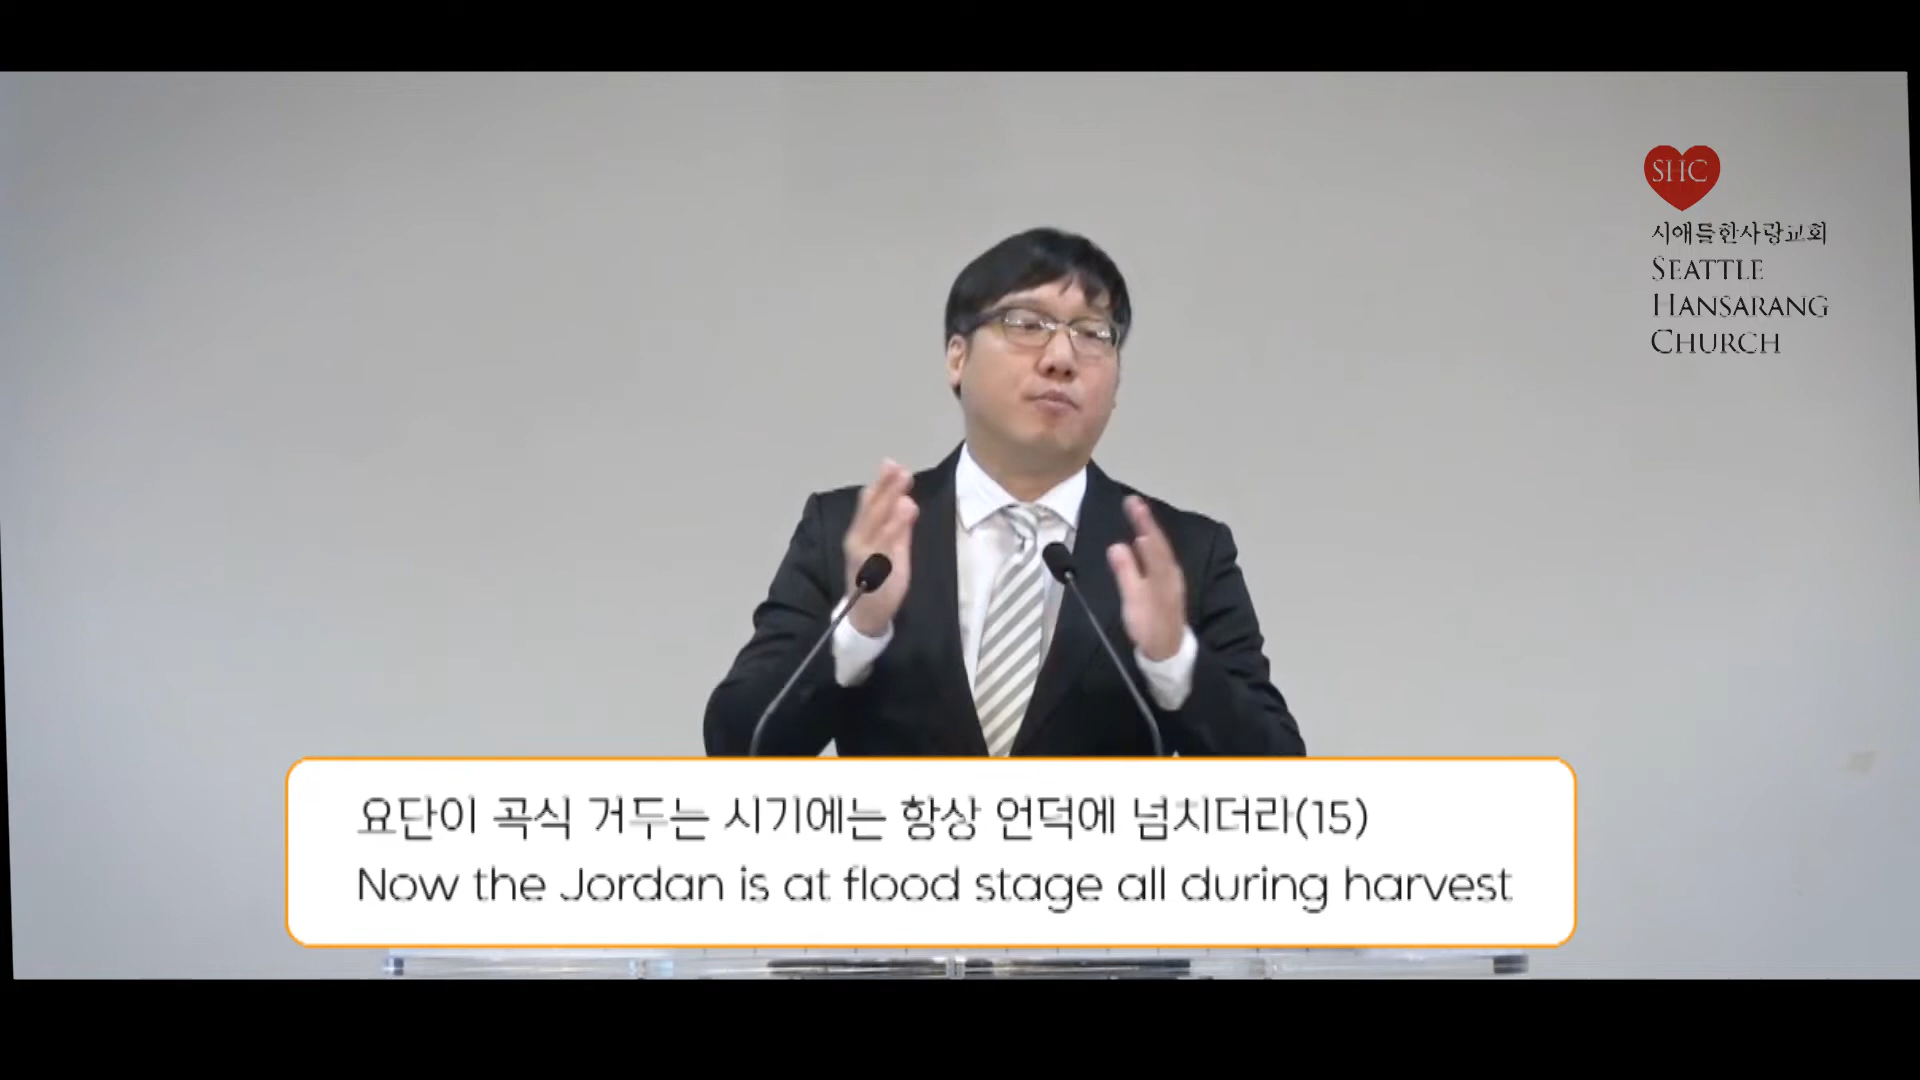 SHC
시애틀한사랑교회
SEATTLE
HANSARANG
CHURCH
요단이 곡식 거두는 시기에는 항상 언덕에 넘치더라(15)
Now the Jordan is at flood stage all during harvest